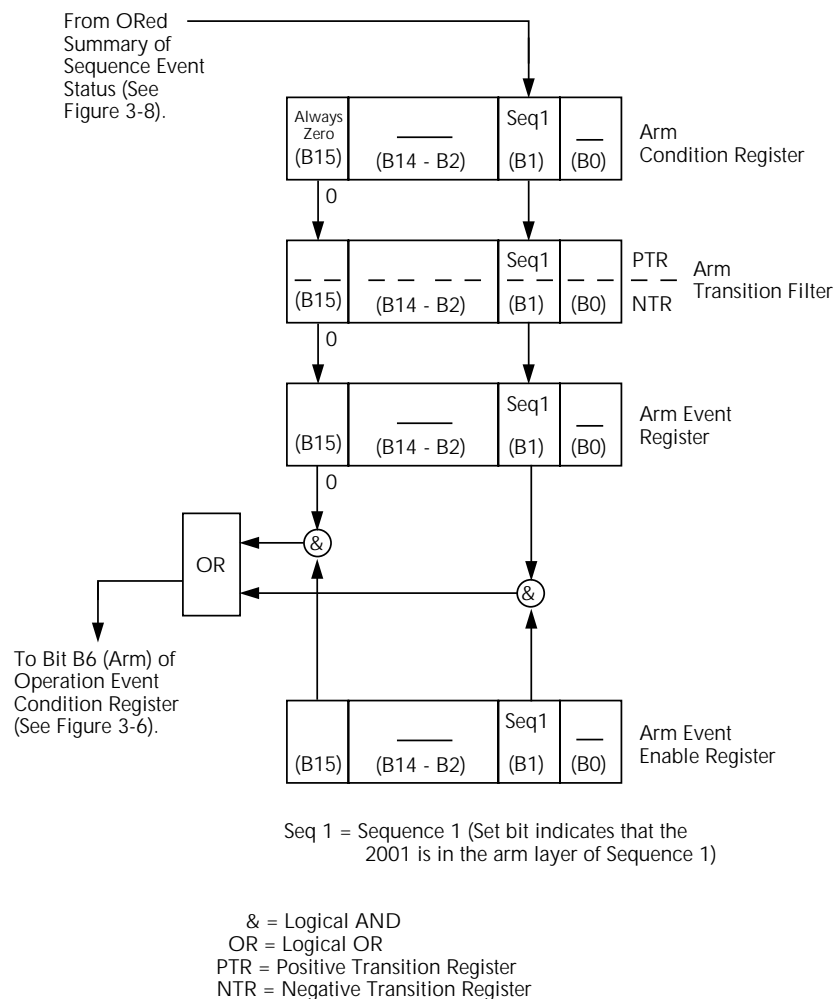 From ORed
Summary of
Sequence Event
Status (See
Figure 3-8).
Always
Zero
(B15)
(B14 - B2)
Seq1
(B1)
(B0)
Arm
Condition Register
0
(B15)
(B14 - B2)
Seq1
(B1)
(B0)
PTR
NTR
Arm
Transition Filter
0
(B15)
(B14 - B2)
Seq1
(B1)
(B0)
Arm Event
Register
0
&
OR
&
To Bit B6 (Arm) of
Operation Event
Condition Register
(See Figure 3-6).
(B15)
(B14 - B2)
Seq1
(B1)
(B0)
Arm Event
Enable Register
Seq 1 = Sequence 1 (Set bit indicates that the
2001 is in the arm layer of Sequence 1)
& = Logical AND
OR = Logical OR
PTR = Positive Transition Register
NTR = Negative Transition Register